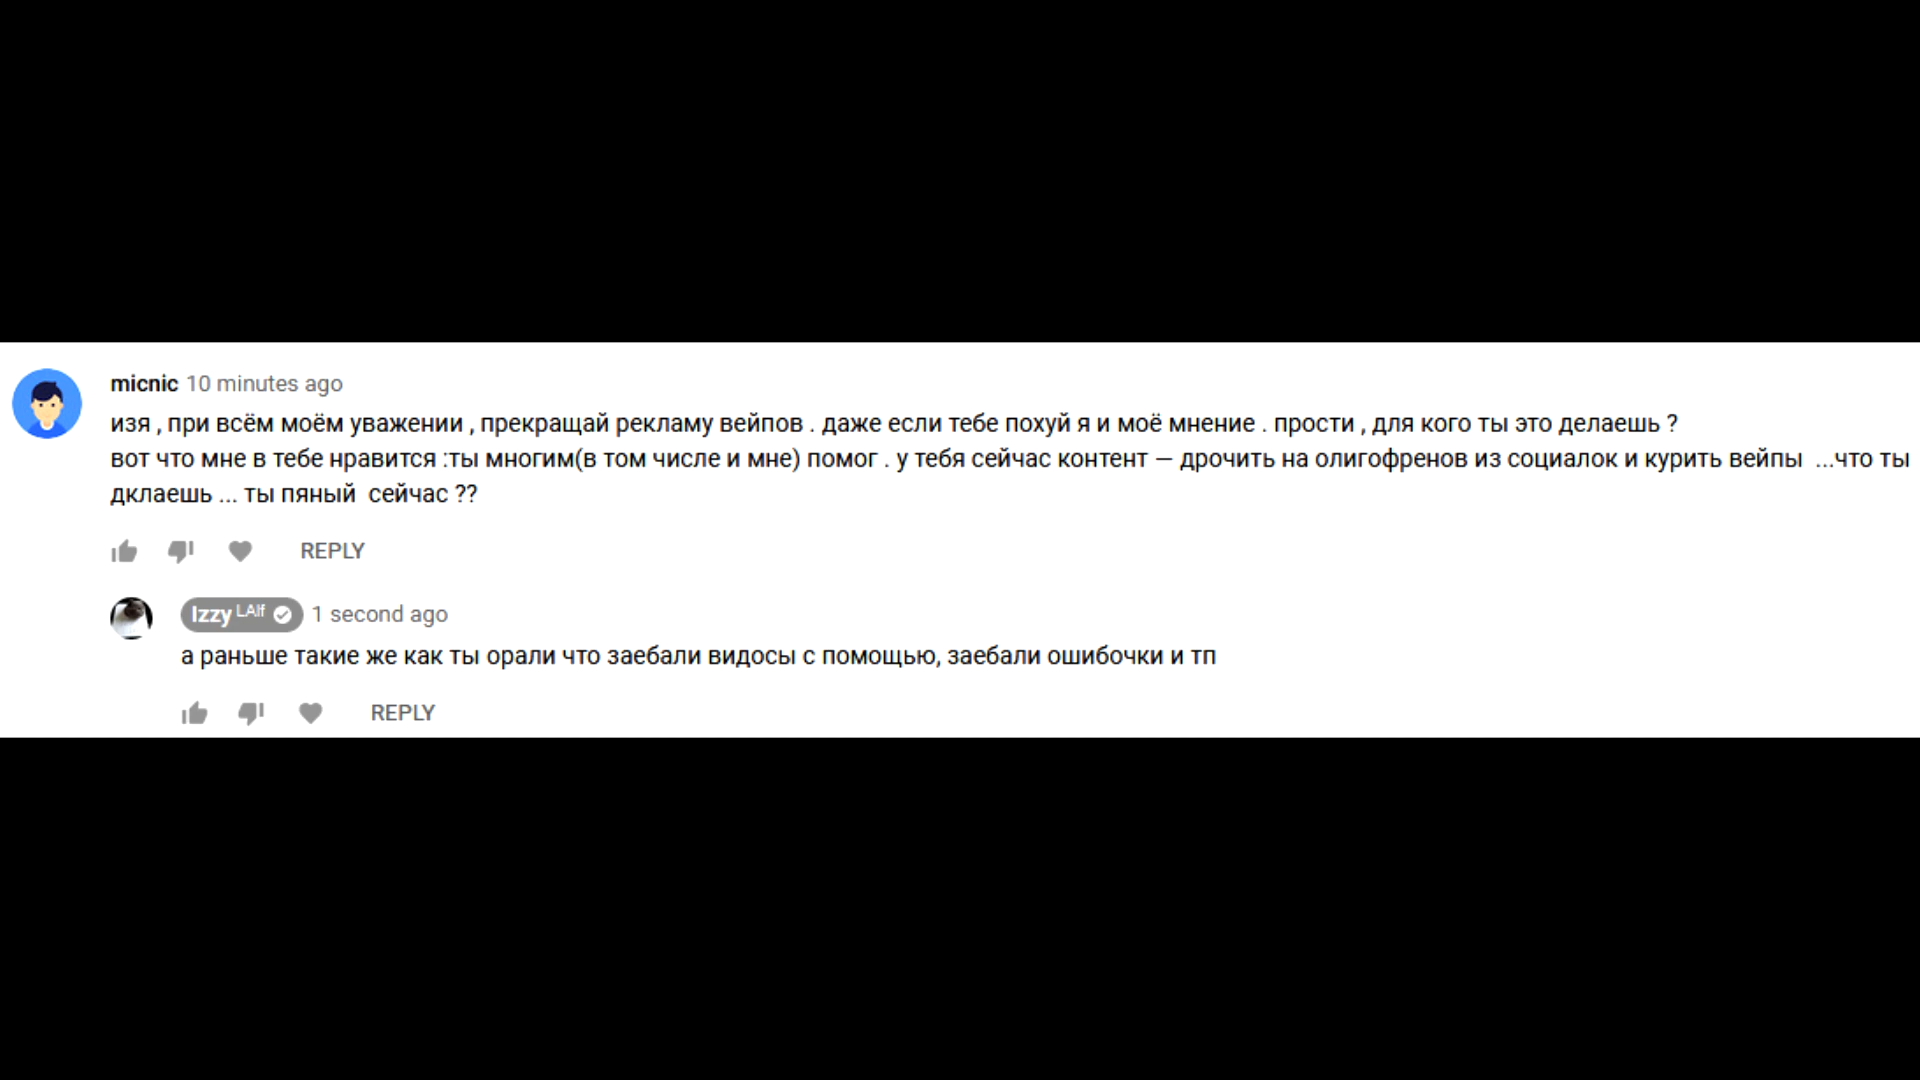 micnic 10 minutes ago
изя , при всём моём уважении , прекращай рекламу вейпов . даже если тебе похуй я и моё мнение . прости , для кого ты это делаешь ?
вот что мне в тебе нравится :ты многим(в том числе и мне) помог . у тебя сейчас контент — дрочить на олигофренов из социалок и курить вейпы ...что ты
дклаешь ... ты пяный сейчас ??
REPLY
Izzy LAlf 1 second ago
а раньше такие же как ты орали что заебали видосы с помощью, заебали ошибочки и тп
REPLY